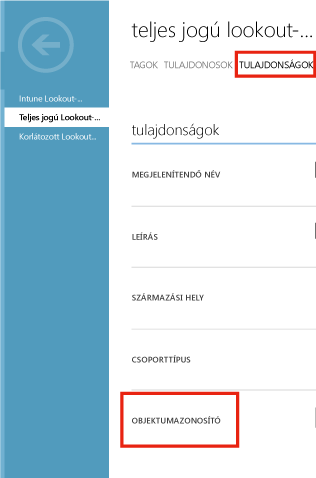 teljes jogú lookout-...
TAGOK TULAJDONOSOK TULAJDONSÁGOK
Intune Lookout-...
Teljes jogú Lookout-...
Korlátozott Lookout...
tulajdonságok
MEGJELENÍTENDŐ NÉV
LEÍRÁS
SZÁRMAZÁSI HELY
CSOPORTTÍPUS
OBJEKTUMAZONOSÍTÓ